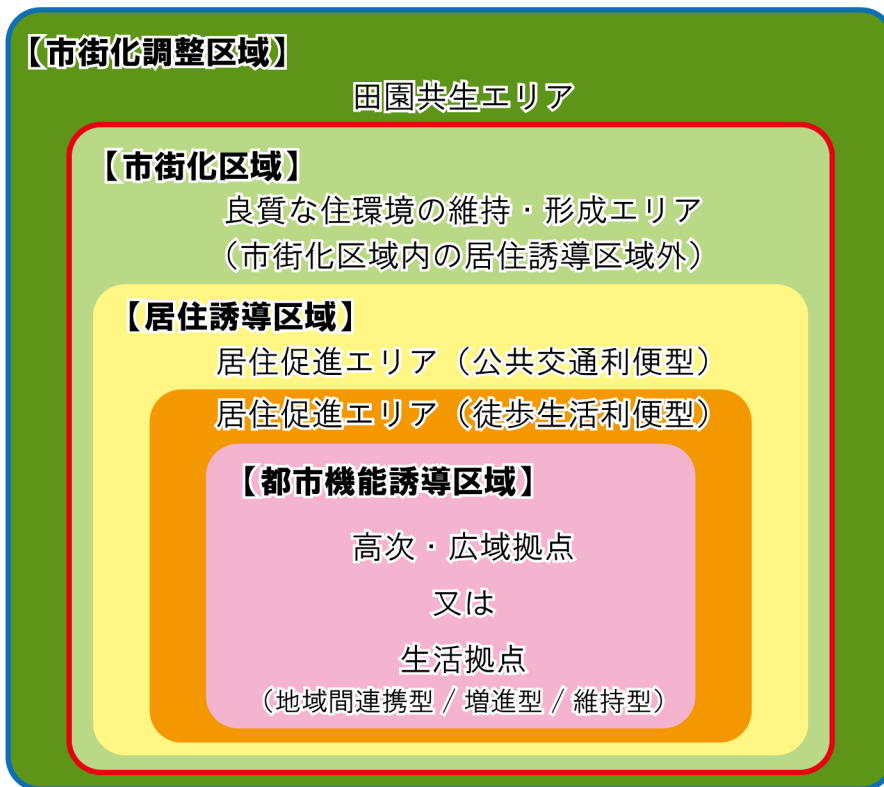 【市街化調整区域】
田園共生エリア
【市街化区域】
良質な住環境の維持・形成エリア
（市街化区域内の居住誘導区域外）
【居住誘導区域】
居住促進エリア（公共交通利便型）
居住促進エリア（徒歩生活利便型）
【都市機能誘導区域】
高次・広域拠点
又は
生活拠点
（地域間連携型 / 増進型 / 維持型）